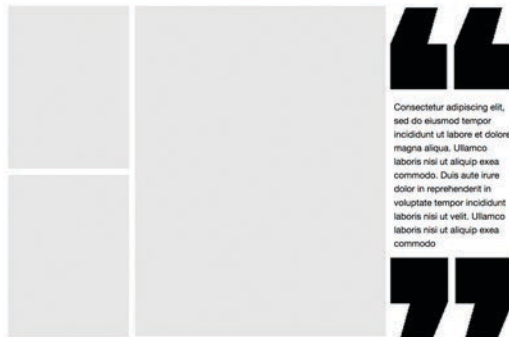 Consectetur adipiscing elit,
sed do eiusmod tempor
incididunt ut labore et dolore
magna aliqua. Ullamco
laboris nisi ut aliquip exea
commodo. Duis aute irure
dolor in reprehenderit in
voluptate tempor incididunt
laboris nisi ut velit. Ullamco
laboris nisi ut aliquip exea
commodo